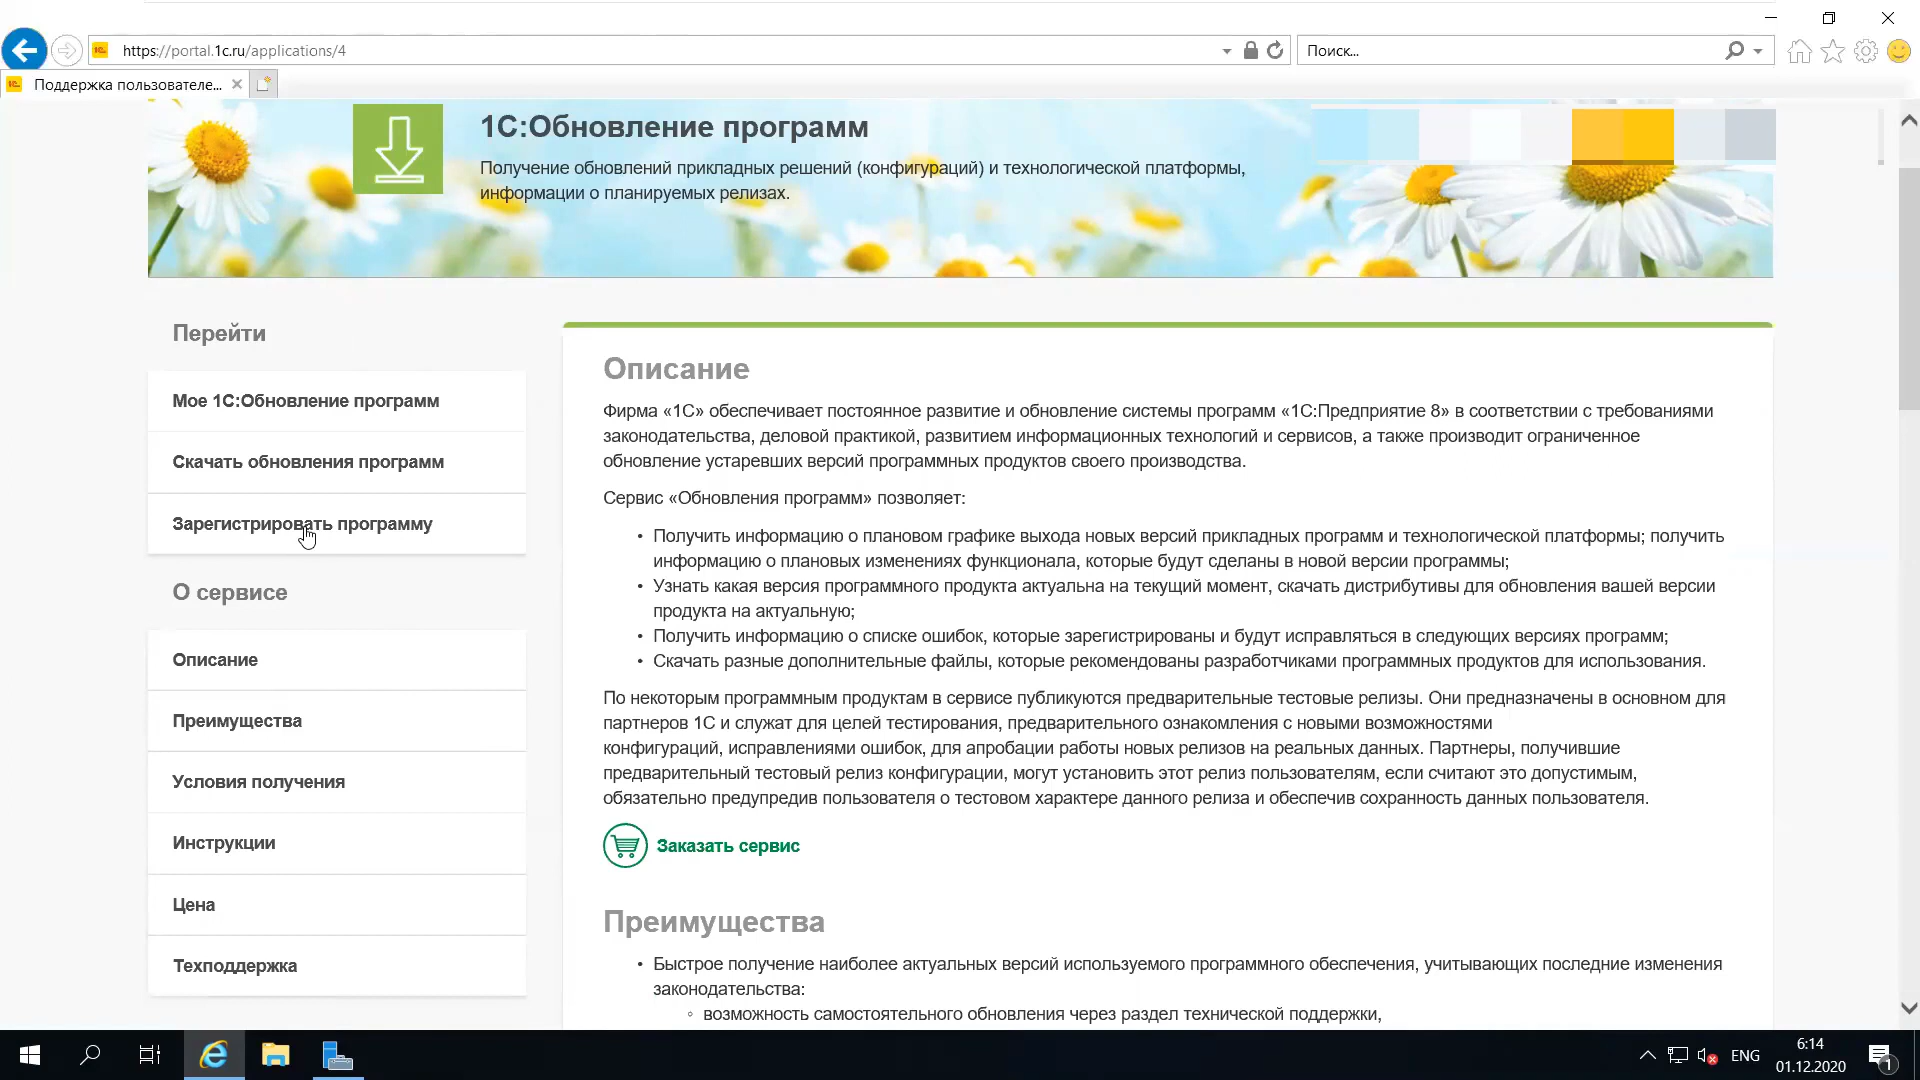 https://portal.1c.ru/applications/4
Поиск...
Поддержка пользователе...
1С:Обновление программ
Получение обновлений прикладных решений (конфигураций) и технологической платформы,
информации о планируемых релизах.
Перейти
Мое 1С:Обновление программ
Скачать обновления программ
Зарегистрировать программу
О сервисе
Описание
Преимущества
Условия получения
Инструкции
Цена
Техподдержка
Описание
Фирма «1С» обеспечивает постоянное развитие и обновление системы программ «1С:Предприятие 8» в соответствии с требованиями
законодательства, деловой практикой, развитием информационных технологий и сервисов, а также производит ограниченное
обновление устаревших версий программных продуктов своего производства.
Сервис «Обновления программ» позволяет:
• Получить информацию о плановом графике выхода новых версий прикладных программ и технологической платформы; получить
информацию о плановых изменениях функционала, которые будут сделаны в новой версии программы;
• Узнать какая версия программного продукта актуальна на текущий момент, скачать дистрибутивы для обновления вашей версии
продукта на актуальную;
• Получить информацию о списке ошибок, которые зарегистрированы и будут исправляться в следующих версиях программ;
• Скачать разные дополнительные файлы, которые рекомендованы разработчиками программных продуктов для использования.
По некоторым программным продуктам в сервисе публикуются предварительные тестовые релизы. Они предназначены в основном для
партнеров 1С и служат для целей тестирования, предварительного ознакомления с новыми возможностями
конфигураций, исправлениями ошибок, для апробации работы новых релизов на реальных данных. Партнеры, получившие
предварительный тестовый релиз конфигурации, могут установить этот релиз пользователям, если считают это допустимым,
обязательно предупредив пользователя о тестовом характере данного релиза и обеспечив сохранность данных пользователя.
Заказать сервис
Преимущества
• Быстрое получение наиболее актуальных версий используемого программного обеспечения, учитывающих последние изменения
законодательства:
◦ возможность самостоятельного обновления через раздел технической поддержки,
ENG
6:14
01.12.2020
1